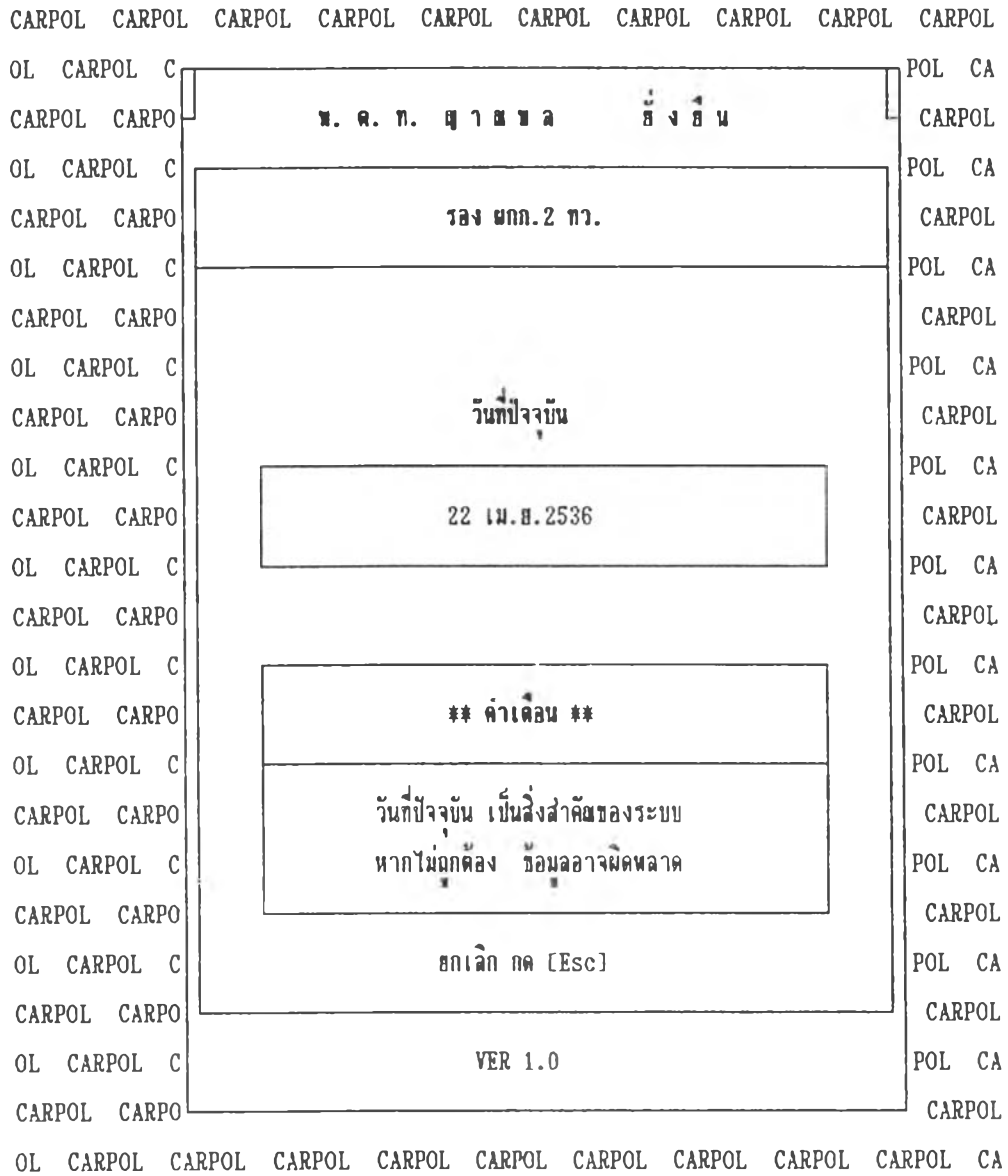 CARPOL CARPOL CARPOL CARPOL CARPOL CARPOL CARPOL CARPOL CARPOL CARPOL
OL CARPOL C POL CA
CARPOL CARPO พ. ต. ท. ญ า ณ พ ล ยั่ ง ยื น CARPOL
OL CARPOL C POL CA
CARPOL CARPO รอง ผกก.2 ทว. CARPOL
OL CARPOL C POL CA
CARPOL CARPO CARPOL
OL CARPOL C POL CA
CARPOL CARPO วันที่ปัจจุบัน CARPOL
OL CARPOL C POL CA
CARPOL CARPO 22 เม.ย.2536 CARPOL
OL CARPOL C POL CA
CARPOL CARPO CARPOL
OL CARPOL C POL CA
CARPOL CARPO ** คำเตือน ** CARPOL
OL CARPOL C POL CA
CARPOL CARPO วันที่ปัจจุบัน เป็นสิ่งสำคัญของระบบ CARPOL
OL CARPOL C หากไม่ถูกต้อง ข้อมูลอาจผิดพลาด POL CA
CARPOL CARPO CARPOL
OL CARPOL C ยกเลิก กด [Esc] POL CA
CARPOL CARPO CARPOL
OL CARPOL C VER 1.0 POL CA
CARPOL CARPO CARPOL
OL CARPOL CARPOL CARPOL CARPOL CARPOL CARPOL CARPOL CARPOL CARPOL CA